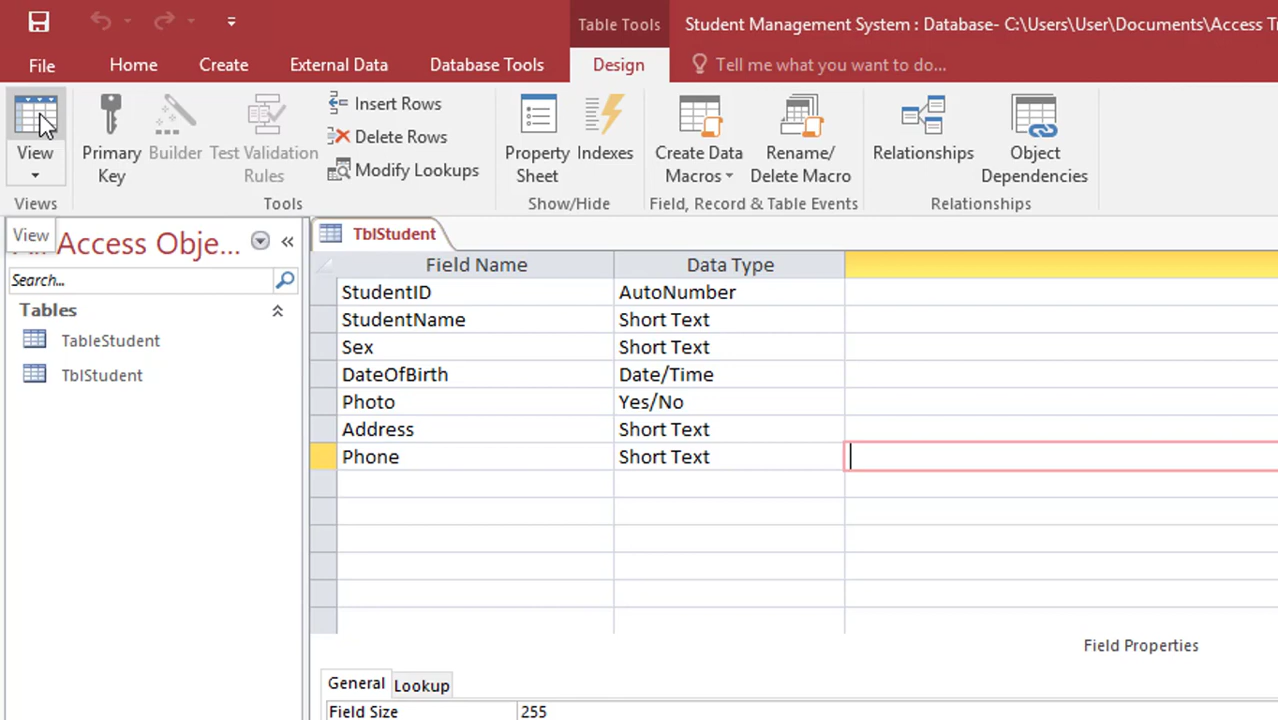 Table Tools
Student Management System : Database- C:\Users\User\Documents\Access T
File
Home
Create
External Data
Database Tools
Design
Tell me what you want to do...
View
Primary
Key
Builder
Test Validation
Rules
Insert Rows
Delete Rows
Modify Lookups
Property
Sheet
Indexes
Create Data
Macros
Rename/
Delete Macro
Relationships
Object
Dependencies
Views
Tools
Show/Hide
Field, Record & Table Events
Relationships
View
Access Obje...
TblStudent
Search...
Tables
TableStudent
TblStudent
Field Name Data Type
StudentID AutoNumber
StudentName Short Text
Sex Short Text
DateOfBirth Date/Time
Photo Yes/No
Address Short Text
Phone Short Text
Field Properties
General Lookup
Field Size 255